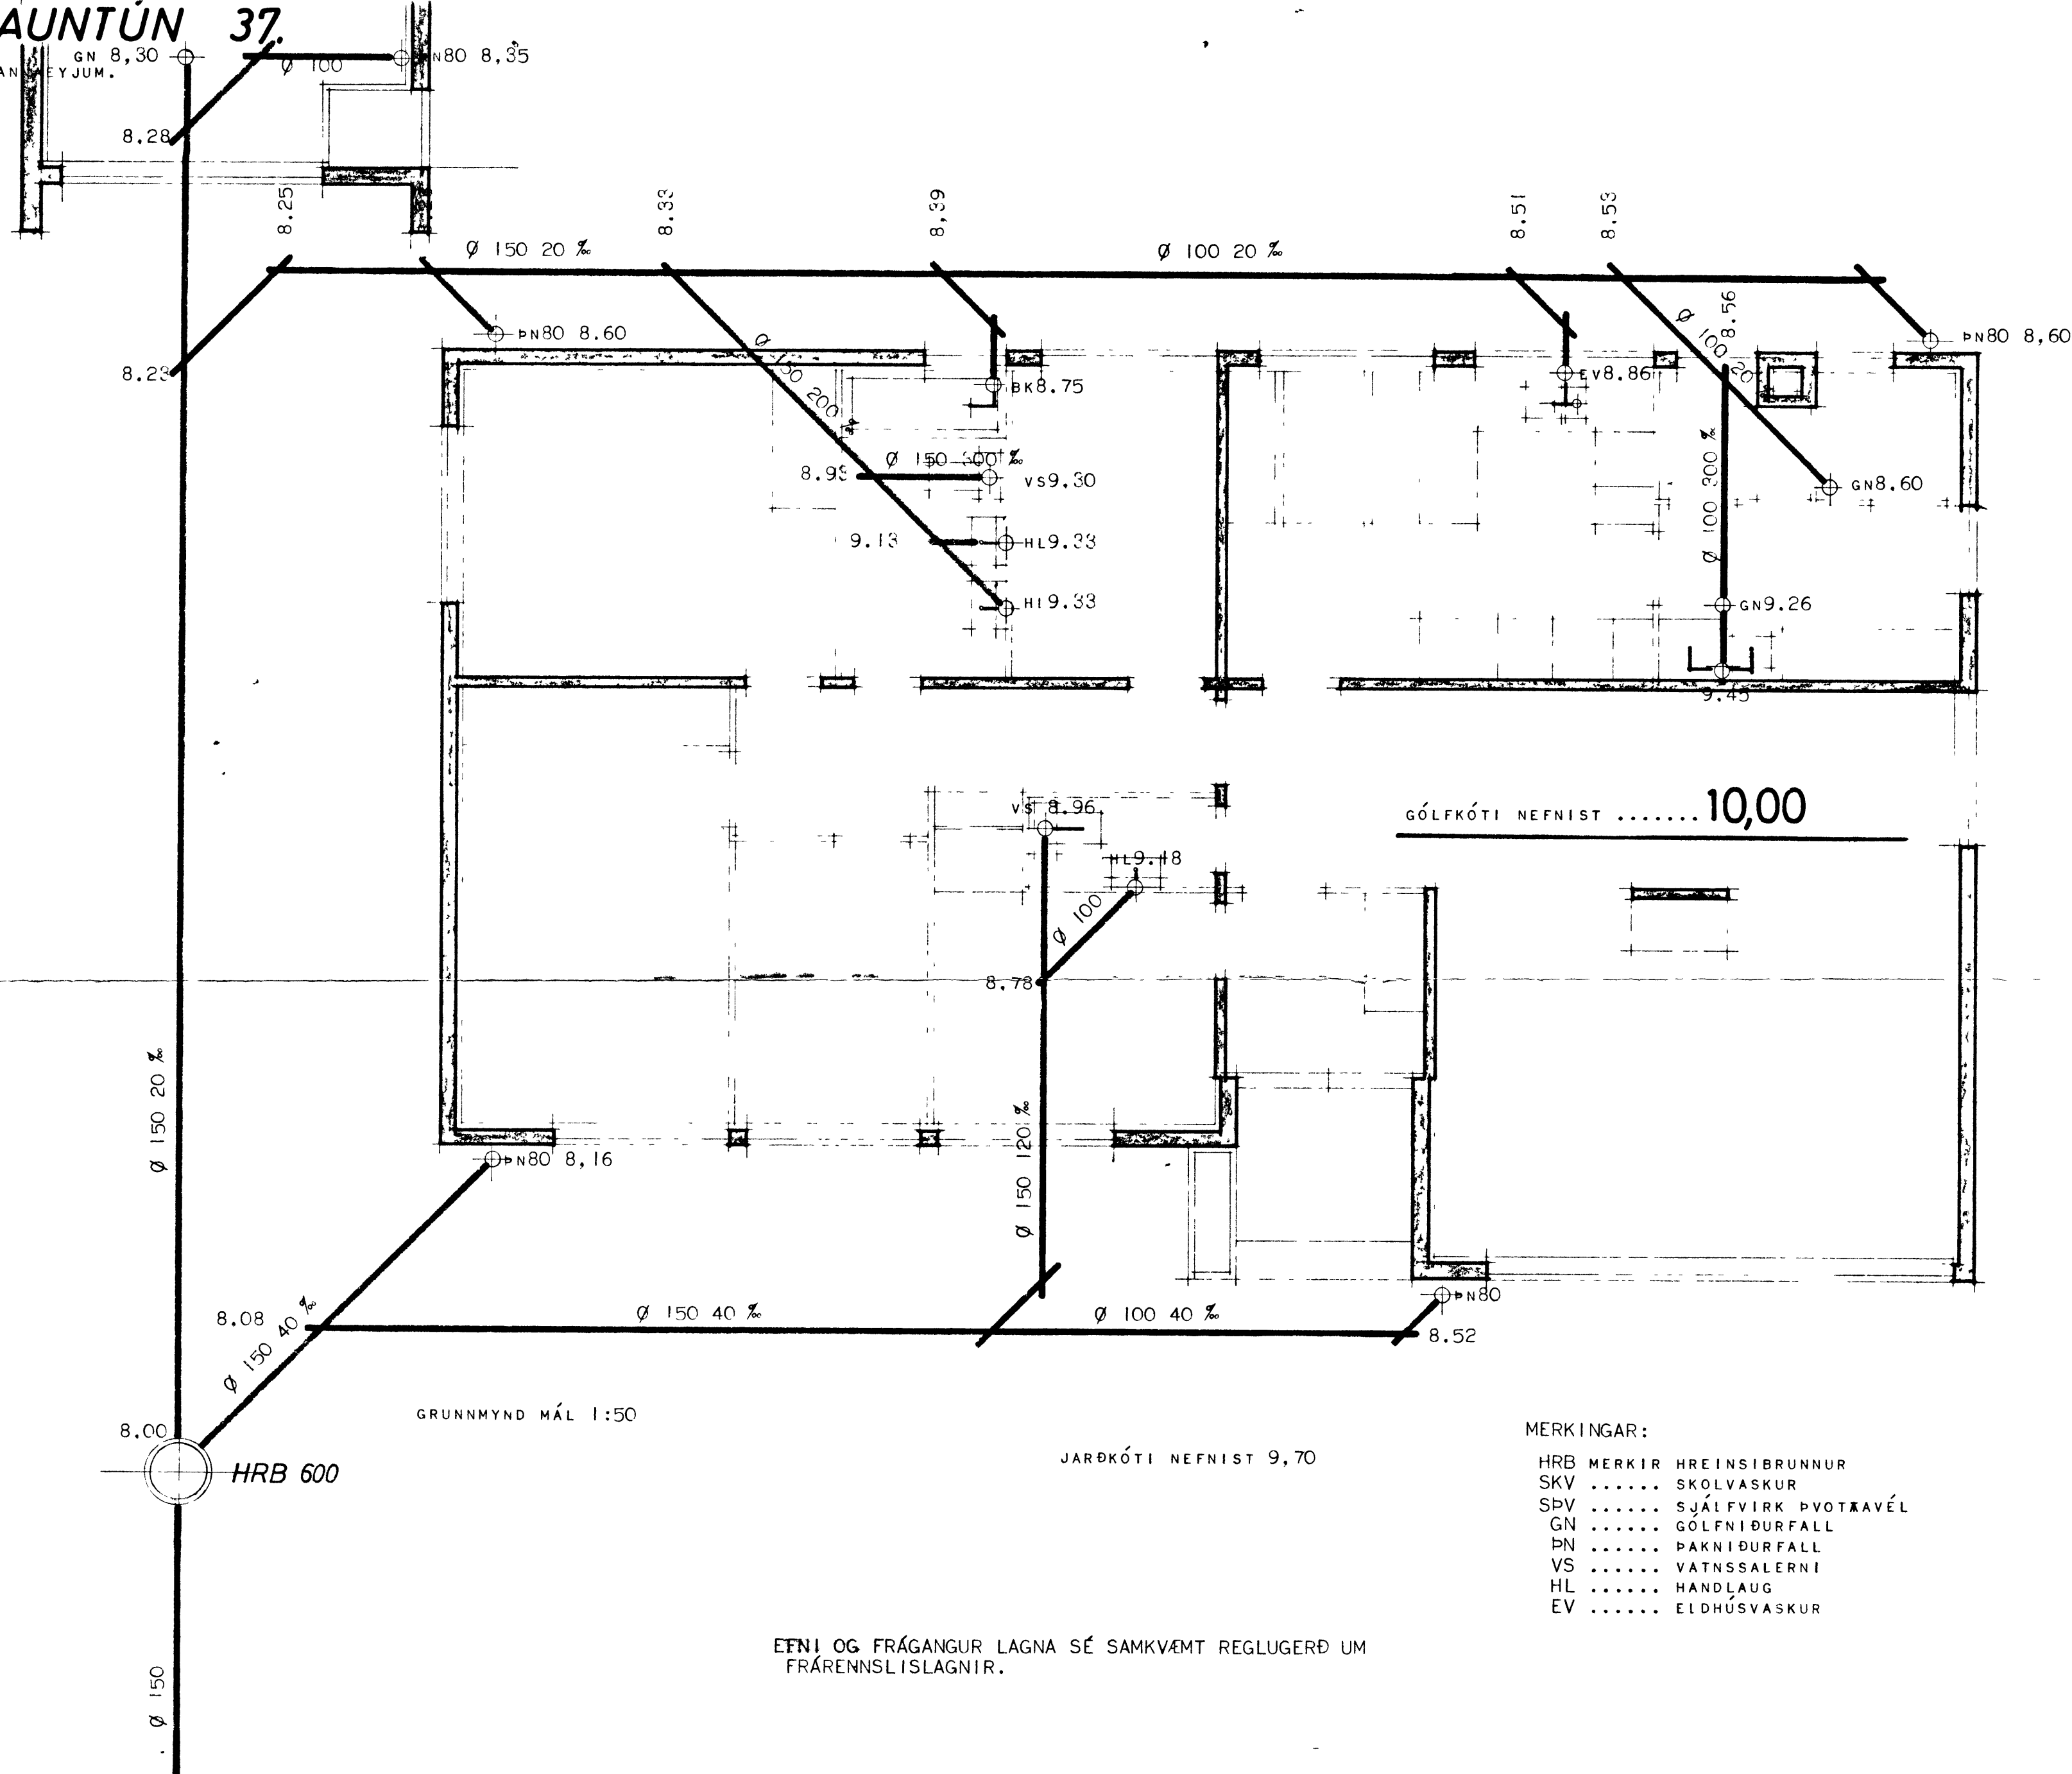 AUNTÚN 37.
EYJUM.
GN 8,30
Ø 100
N80 8,35
8.28
8.25
8.33
8,39
8.51
8.53
Ø 150 20 ‰
Ø 100 20 ‰
8.23
ÞN80 8.60
Ø 150 200 ‰
BK8.75
EV8.86
Ø 100 20
8.56
ÞN80 8,60
8.93
Ø 150 300 ‰
VS9.30
Ø 100 300 ‰
GN8.60
9.13
HL9.33
Hl9.33
GN9.26
9.45
VS 8.96
HL9.18
GÓLFKÓTI NEFNIST ....... 10,00
Ø 100
8.78
Ø 150 20 ‰
Ø 150 120 ‰
ÞN80 8,16
ÞN80
8.08
Ø 150 40 ‰
Ø 150 40 ‰
Ø 100 40 ‰
8.52
8.00
HRB 600
GRUNNMYND MÁL 1:50
JARÐKÓTI NEFNIST 9,70
MERKINGAR:
HRB MERKIR HREINSIBRUNNUR
SKV ...... SKOLVASKUR
SÞV ...... SJÁLFVIRK ÞVOTTAVÉL
GN ...... GÓLFNIÐURFALL
ÞN ...... ÞAKNIÐURFALL
VS ...... VATNSSALERNI
HL ...... HANDLAUG
EV ...... ELDHÚSVASKUR
Ø 150
EFNI OG FRÁGANGUR LAGNA SÉ SAMKVÆMT REGLUGERÐ UM
FRÁRENNSLISLAGNIR.